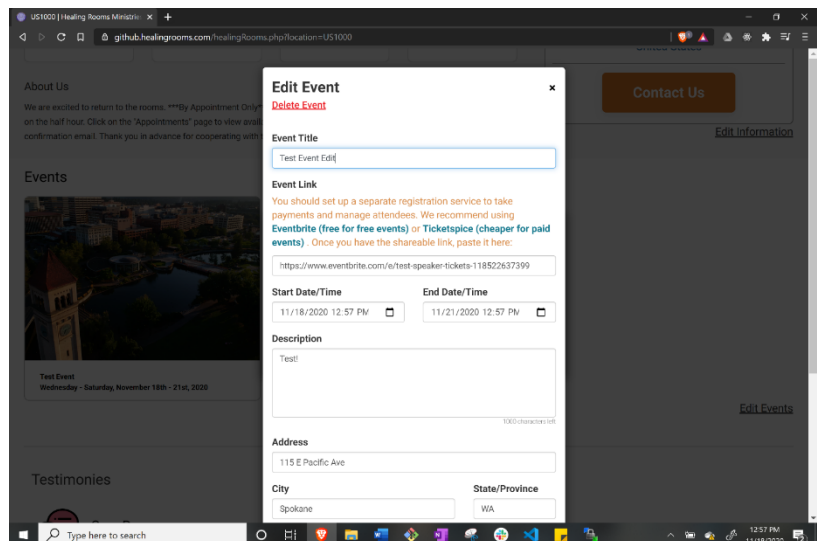 US1000 | Healing Rooms Ministries
github.healingrooms.com/healingRooms.php?location=US1000
United States
About Us
We are excited to return to the rooms. ***By Appointment Only*
on the half hour. Click on the "Appointments" page to view avail
confirmation email. Thank you in advance for cooperating with
Contact Us
Edit Information
Events
Test Event
Wednesday - Saturday, November 18th - 21st, 2020
Edit Events
Testimonies
Edit Event
×
Delete Event
Event Title
Test Event Edit
Event Link
You should set up a separate registration service to take
payments and manage attendees. We recommend using
Eventbrite (free for free events) or Ticketspice (cheaper for paid
events) . Once you have the shareable link, paste it here:
https://www.eventbrite.com/e/test-speaker-tickets-118522637399
Start Date/Time End Date/Time
11/18/2020 12:57 PM 11/21/2020 12:57 PM
Description
Test!
1000 characters left
Address
115 E Pacific Ave
City State/Province
Spokane WA
Type here to search
12:57 PM
11/18/2020